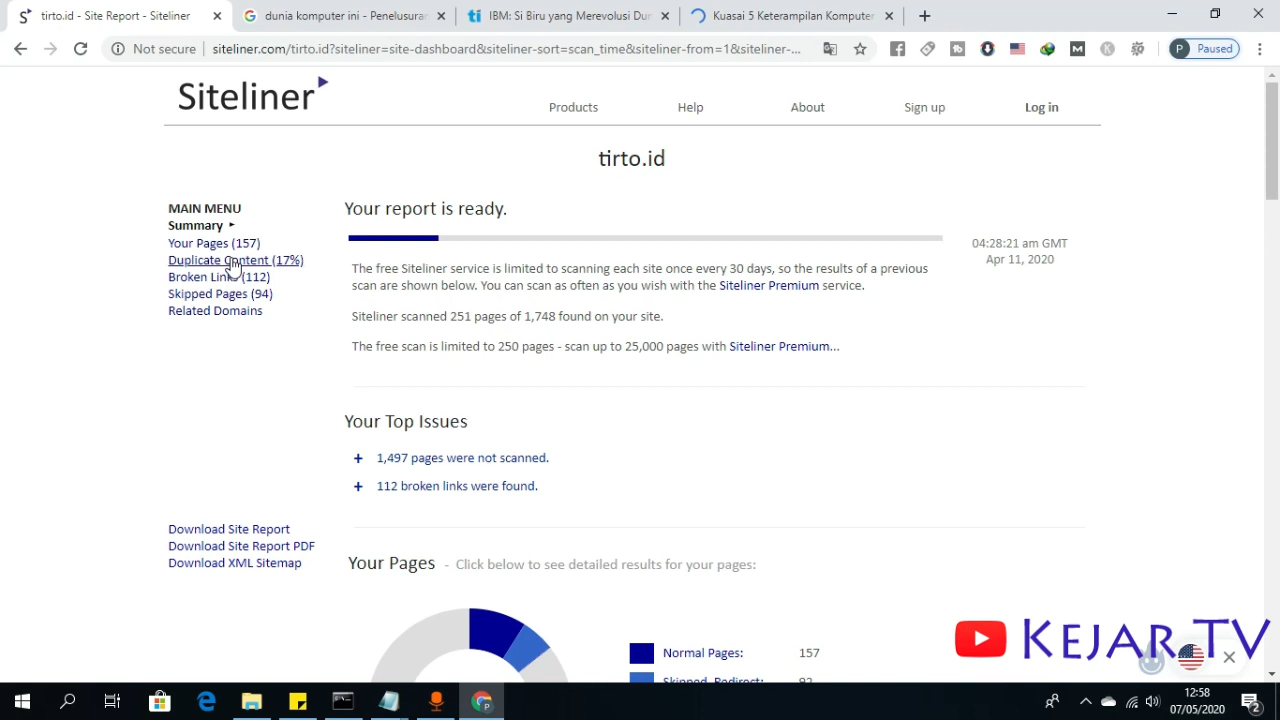 tirto.id - Site Report - Siteliner
dunia komputer ini - Penelusuran
IBM: Si Biru yang Merevolusi Dun
Kuasai 5 Keterampilan Komputer
Not secure
siteliner.com/tirto.id?siteliner=site-dashboard&siteliner-sort=scan_time&siteliner-from=1&siteliner-...
P Paused
Siteliner
Products
Help
About
Sign up
Log in
tirto.id
MAIN MENU
Summary
Your Pages (157)
Duplicate Content (17%)
Broken Links (112)
Skipped Pages (94)
Related Domains
Your report is ready.
04:28:21 am GMT
Apr 11, 2020
The free Siteliner service is limited to scanning each site once every 30 days, so the results of a previous
scan are shown below. You can scan as often as you wish with the Siteliner Premium service.
Siteliner scanned 251 pages of 1,748 found on your site.
The free scan is limited to 250 pages - scan up to 25,000 pages with Siteliner Premium...
Your Top Issues
+ 1,497 pages were not scanned.
+ 112 broken links were found.
Download Site Report
Download Site Report PDF
Download XML Sitemap
Your Pages - Click below to see detailed results for your pages:
Normal Pages: 157
Skipped, Redirect: 92
KEJAR TV
12:58
07/05/2020
2